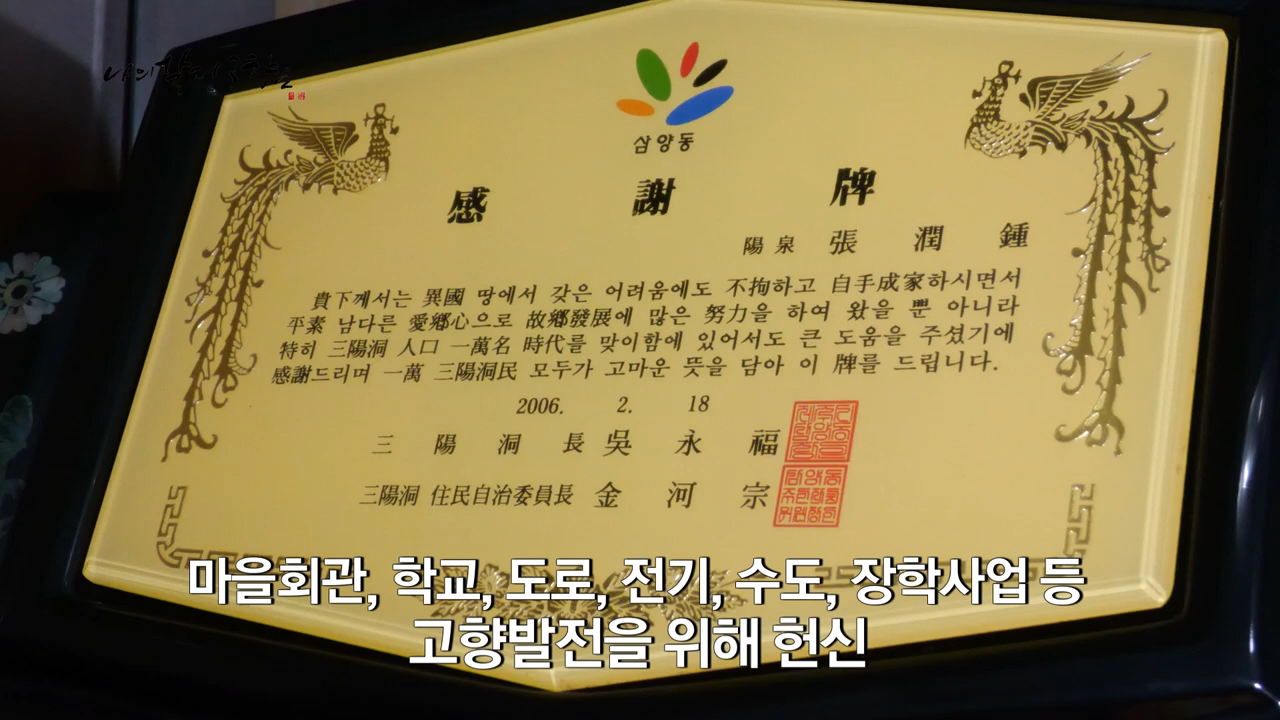 삼양동
感謝牌
陽泉 張潤鍾
貴下께서는 異國 땅에서 갖은 어려움에도 不拘하고 自手成家하시면서
平素 남다른 愛鄕心으로 故鄕發展에 많은 努力을 하여 왔을 뿐 아니라
特히 三陽洞 人口 一萬名 時代를 맞이함에 있어서도 큰 도움을 주셨기에
感謝드리며 一萬 三陽洞民 모두가 고마운 뜻을 담아 이 牌를 드립니다.
2006. 2. 18
三陽洞長 吳永福
三陽洞 住民自治委員長 金河宗
마을회관, 학교, 도로, 전기, 수도, 장학사업 등
고향발전을 위해 헌신